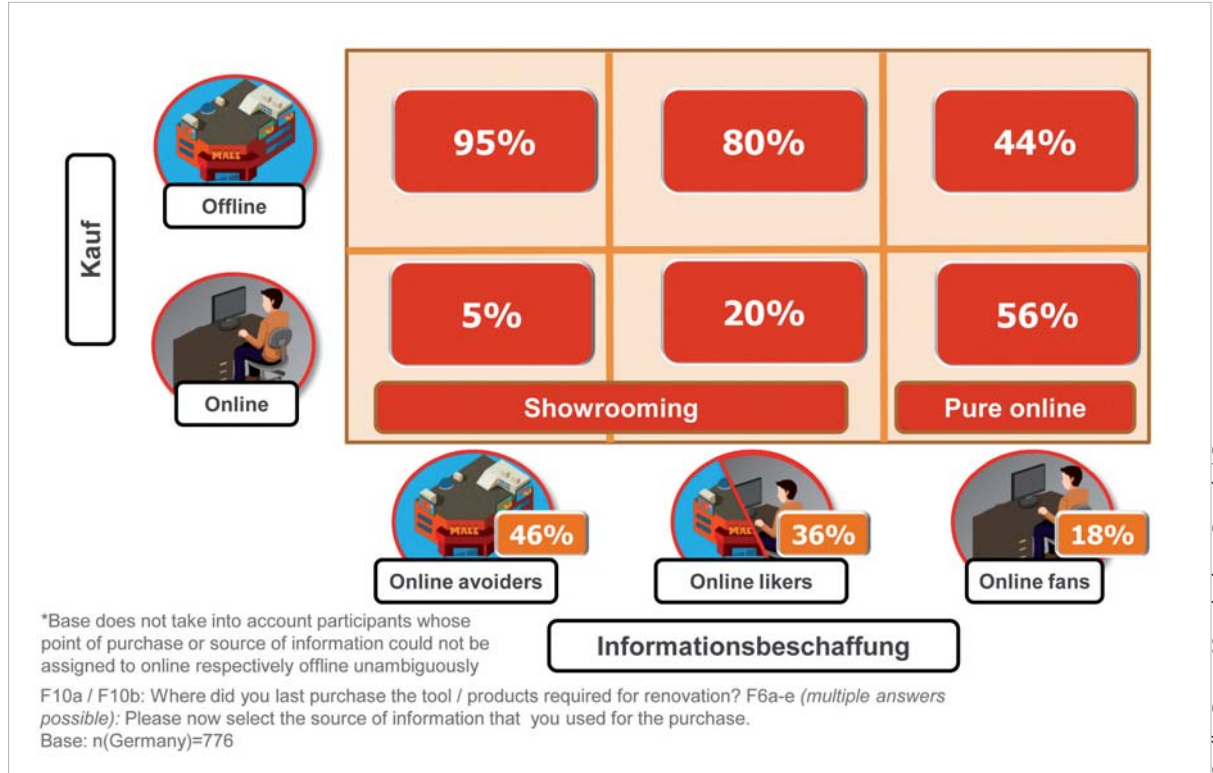 95%
80%
44%
MALL
Offline
Kauf
5%
20%
56%
Online
Showrooming
Pure online
MALL
46%
MALL
36%
18%
Online avoiders
Online likers
Online fans
*Base does not take into account participants whose
point of purchase or source of information could not be
assigned to online respectively offline unambiguously
Informationsbeschaffung
F10a / F10b: Where did you last purchase the tool / products required for renovation? F6a-e (multiple answers
possible): Please now select the source of information that you used for the purchase.
Base: n(Germany)=776